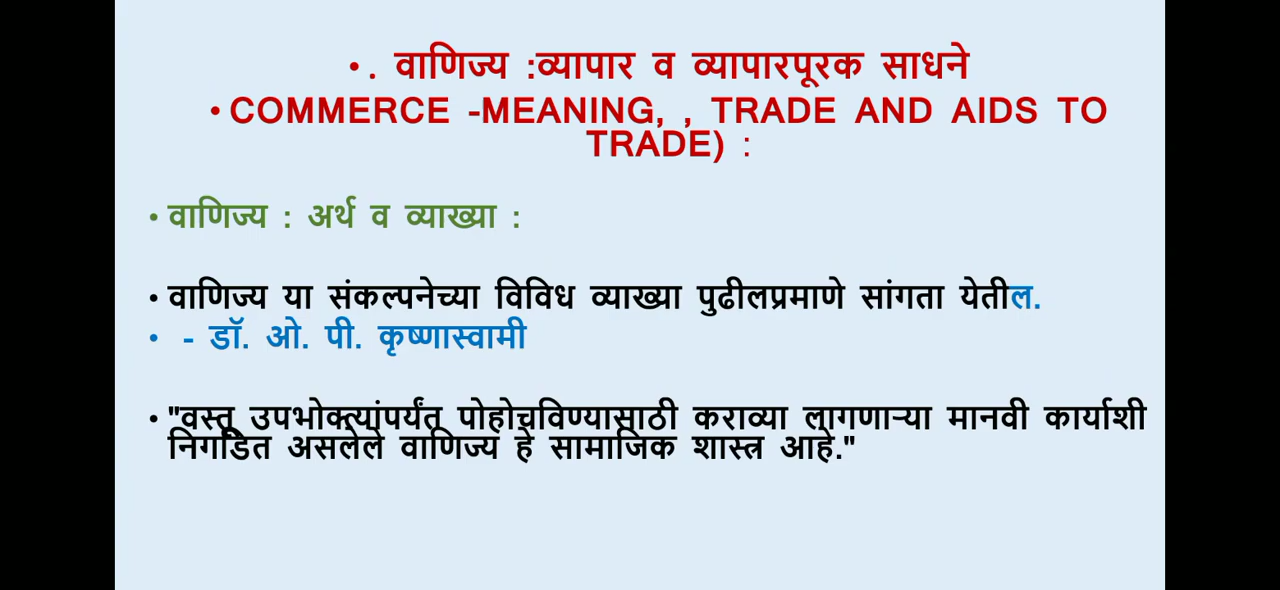 • . वाणिज्य :व्यापार व व्यापारपूरक साधने
• COMMERCE -MEANING, , TRADE AND AIDS TO
TRADE) :
• वाणिज्य : अर्थ व व्याख्या :
• वाणिज्य या संकल्पनेच्या विविध व्याख्या पुढीलप्रमाणे सांगता येतील.
• - डॉ. ओ. पी. कृष्णास्वामी
• "वस्तू उपभोक्त्यांपर्यंत पोहोचविण्यासाठी कराव्या लागणाऱ्या मानवी कार्याशी
निगडित असलेले वाणिज्य हे सामाजिक शास्त्र आहे."